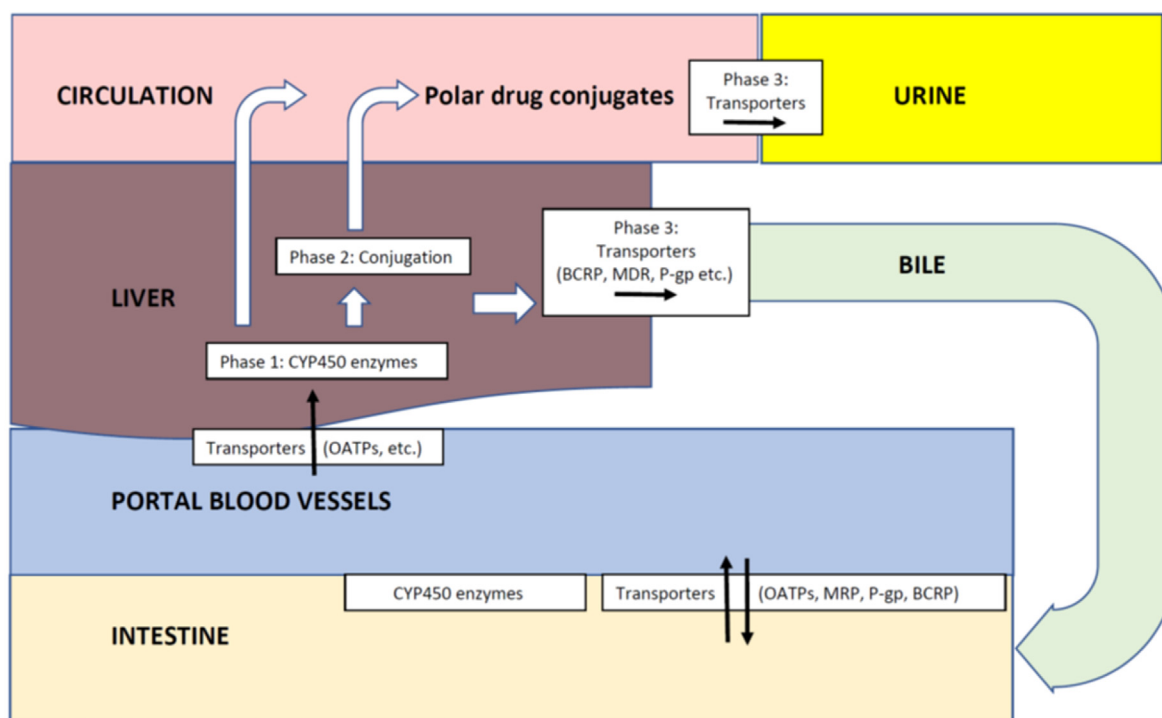 CIRCULATION
Polar drug conjugates
Phase 3:
Transporters
URINE
Phase 2: Conjugation
Phase 3:
Transporters
(BCRP, MDR, P-gp etc.)
BILE
LIVER
Phase 1: CYP450 enzymes
Transporters (OATPs, etc.)
PORTAL BLOOD VESSELS
CYP450 enzymes
Transporters (OATPs, MRP, P-gp, BCRP)
INTESTINE